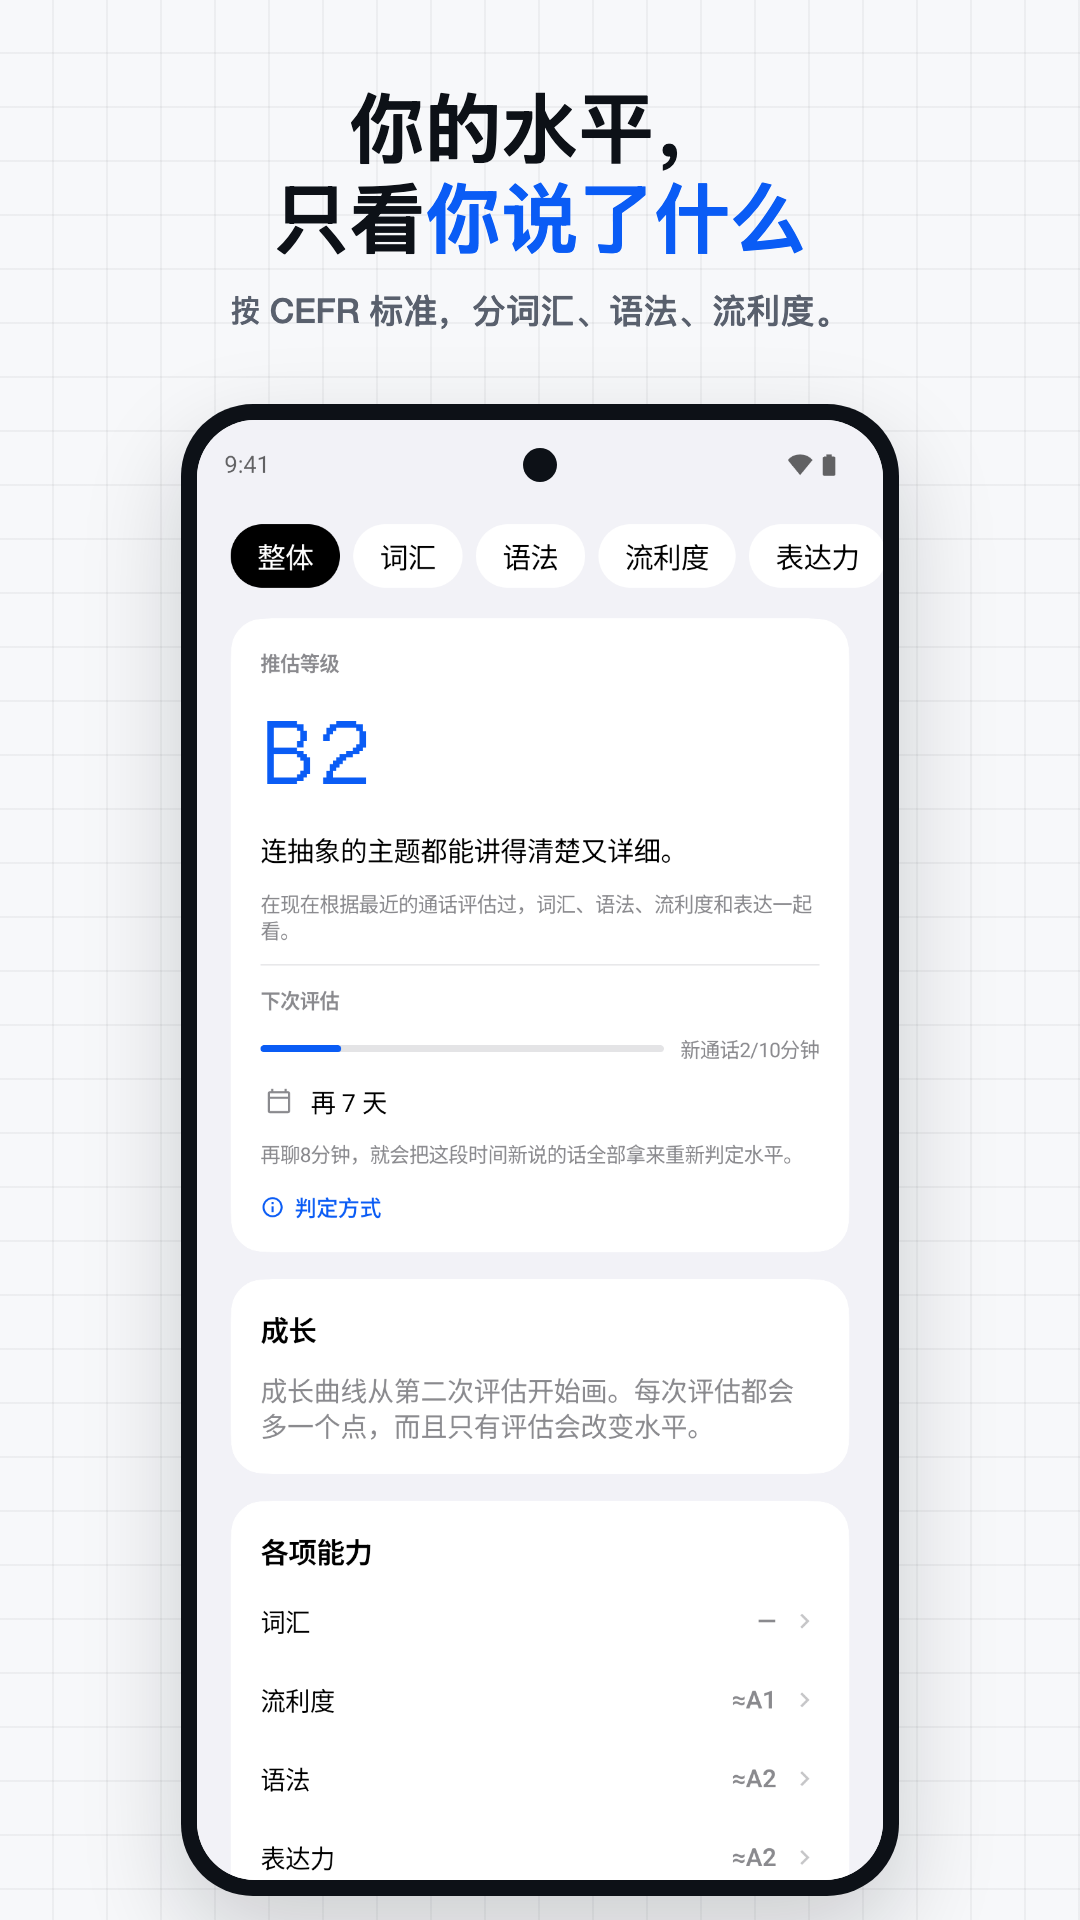 你的水平，
只看你说了什么
按 CEFR 标准，分词汇、语法、流利度。
9:41
整体 词汇 语法 流利度 表达力
推估等级
B2
连抽象的主题都能讲得清楚又详细。
在现在根据最近的通话评估过，词汇、语法、流利度和表达一起
看。
下次评估
新通话2/10分钟
再 7 天
再聊8分钟，就会把这段时间新说的话全部拿来重新判定水平。
判定方式
成长
成长曲线从第二次评估开始画。每次评估都会
多一个点，而且只有评估会改变水平。
各项能力
词汇 –
流利度 ≈A1
语法 ≈A2
表达力 ≈A2